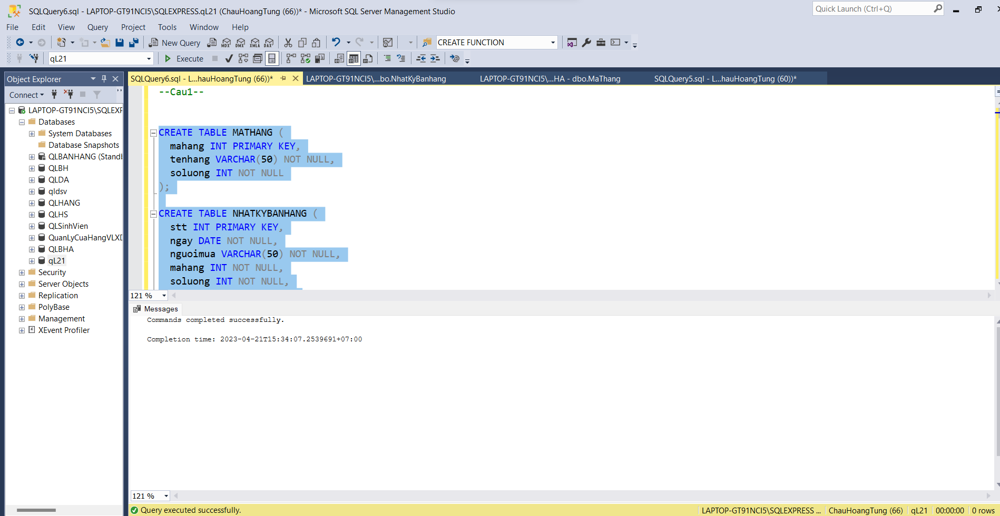 SQLQuery6.sql - LAPTOP-GT91NCI5\SQLEXPRESS.qL21 (ChauHoangTung (66))* - Microsoft SQL Server Management Studio
Quick Launch (Ctrl+Q)
File Edit View Query Project Tools Window Help
New Query MDX DMX XMLA DAX CREATE FUNCTION
qL21 Execute
Object Explorer
Connect
LAPTOP-GT91NCI5\SQLEXP
Databases
System Databases
Database Snapshots
QLBANHANG (Standb
QLBH
QLDA
qldsv
QLHANG
QLHS
QLSinhVien
QuanLyCuaHangVLXD
QLBHA
qL21
Security
Server Objects
Replication
PolyBase
Management
XEvent Profiler
SQLQuery6.sql - L...hauHoangTung (66))*
LAPTOP-GT91NCI5\...bo.NhatKyBanhang
LAPTOP-GT91NCI5\...HA - dbo.MaThang
SQLQuery5.sql - L...hauHoangTung (60))*
--Cau1--
CREATE TABLE MATHANG (
mahang INT PRIMARY KEY,
tenhang VARCHAR(50) NOT NULL,
soluong INT NOT NULL
);
CREATE TABLE NHATKYBANHANG (
stt INT PRIMARY KEY,
ngay DATE NOT NULL,
nguoimua VARCHAR(50) NOT NULL,
mahang INT NOT NULL,
soluong INT NOT NULL,
121 %
Messages
Commands completed successfully.
Completion time: 2023-04-21T15:34:07.2539691+07:00
121 %
Query executed successfully.
LAPTOP-GT91NCI5\SQLEXPRESS ... ChauHoangTung (66) qL21 00:00:00 0 rows